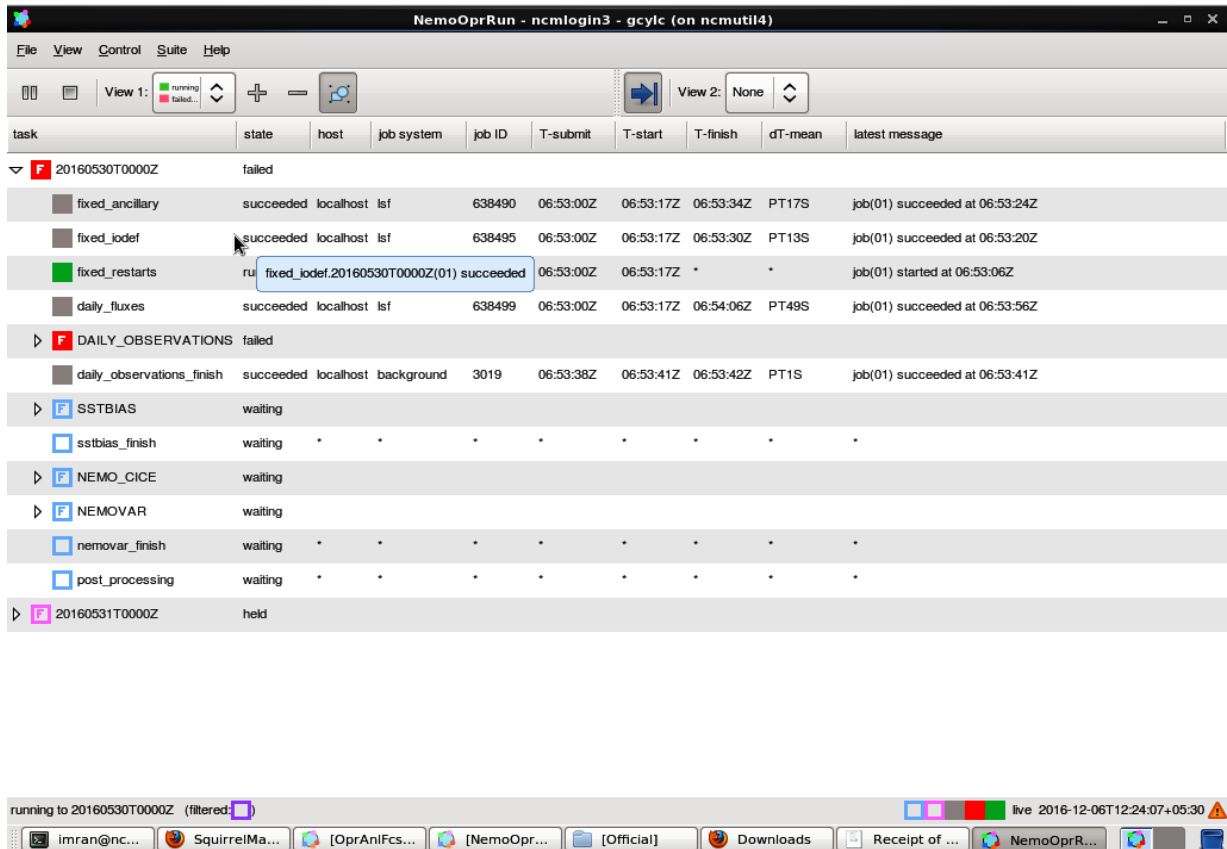 NemoOprRun - ncmlogin3 - gcylc (on ncmutil4)
File View Control Suite Help
View 1: running failed... View 2: None
task state host job system job ID T-submit T-start T-finish dT-mean latest message
F 20160530T0000Z failed
fixed_ancillary succeeded localhost lsf 638490 06:53:00Z 06:53:17Z 06:53:34Z PT17S job(01) succeeded at 06:53:24Z
fixed_iodef succeeded localhost lsf 638495 06:53:00Z 06:53:17Z 06:53:30Z PT13S job(01) succeeded at 06:53:20Z
fixed_restarts ru 06:53:00Z 06:53:17Z * * job(01) started at 06:53:06Z
fixed_iodef.20160530T0000Z(01) succeeded
daily_fluxes succeeded localhost lsf 638499 06:53:00Z 06:53:17Z 06:54:06Z PT49S job(01) succeeded at 06:53:56Z
F DAILY_OBSERVATIONS failed
daily_observations_finish succeeded localhost background 3019 06:53:38Z 06:53:41Z 06:53:42Z PT1S job(01) succeeded at 06:53:41Z
F SSTBIAS waiting
sstbias_finish waiting * * * * * * * *
F NEMO_CICE waiting
F NEMOVAR waiting
nemovar_finish waiting * * * * * * * *
post_processing waiting * * * * * * * *
F 20160531T0000Z held
running to 20160530T0000Z (filtered: ) live 2016-12-06T12:24:07+05:30
imran@nc... SquirrelMa... [OprAnlFcs... [NemoOpr... [Official] Downloads Receipt of ... NemoOprR...